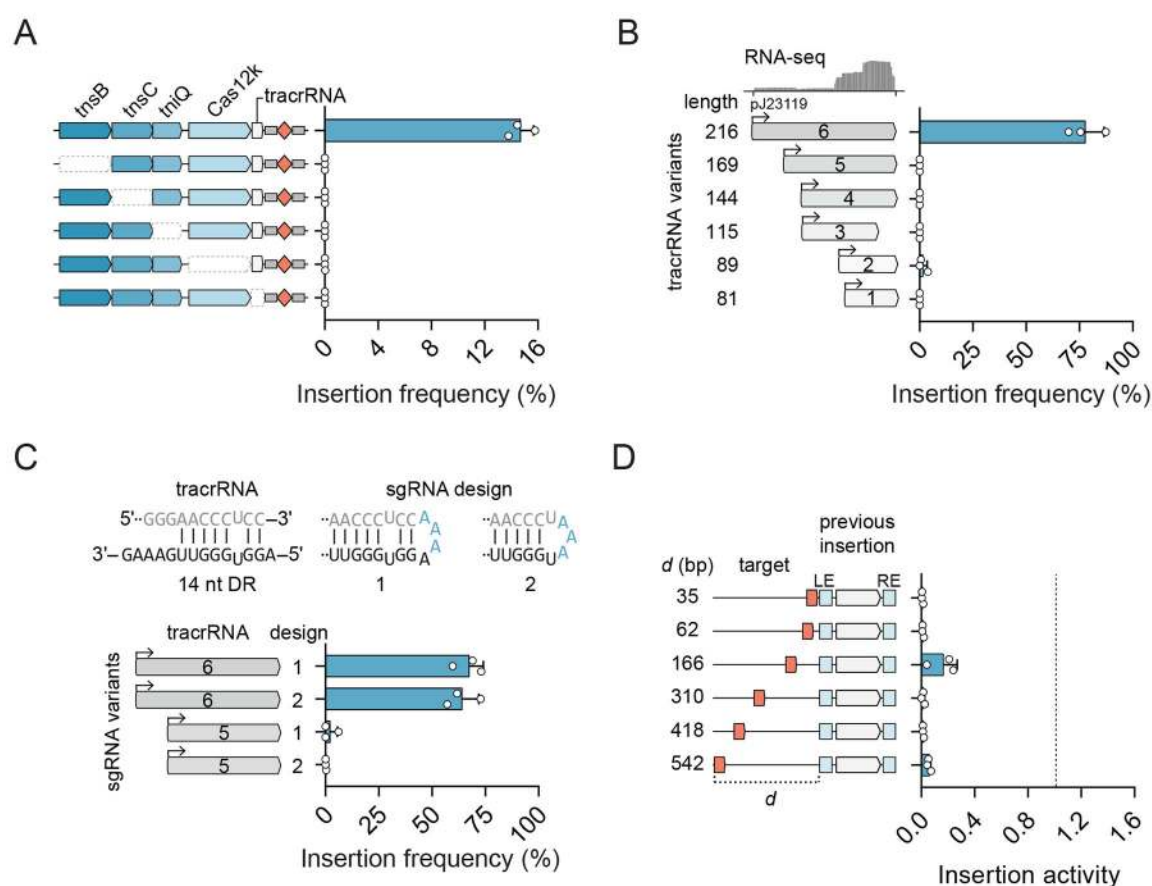 A
tnsB
tnsC
tniQ
Cas12k
tracrRNA
0
4
8
12
16
Insertion frequency (%)
B
RNA-seq
length
pJ23119
tracrRNA variants
216
6
169
5
144
4
115
3
89
2
81
1
0
25
50
75
100
Insertion frequency (%)
C
tracrRNA
sgRNA design
5'··GGGAACCCUCC–3'
··AACCCUCCA
A
A
··AACCCUA
A
A
3'–GAAAGUUGGGUGGA–5'
UUGGGUGGA
UUGGGUA
14 nt DR
1
2
tracrRNA
design
sgRNA variants
6
1
6
2
5
1
5
2
0
25
50
75
100
Insertion frequency (%)
D
previous
insertion
d (bp)
target
LE
RE
35
62
166
310
418
542
d
0.0
0.4
0.8
1.2
1.6
Insertion activity